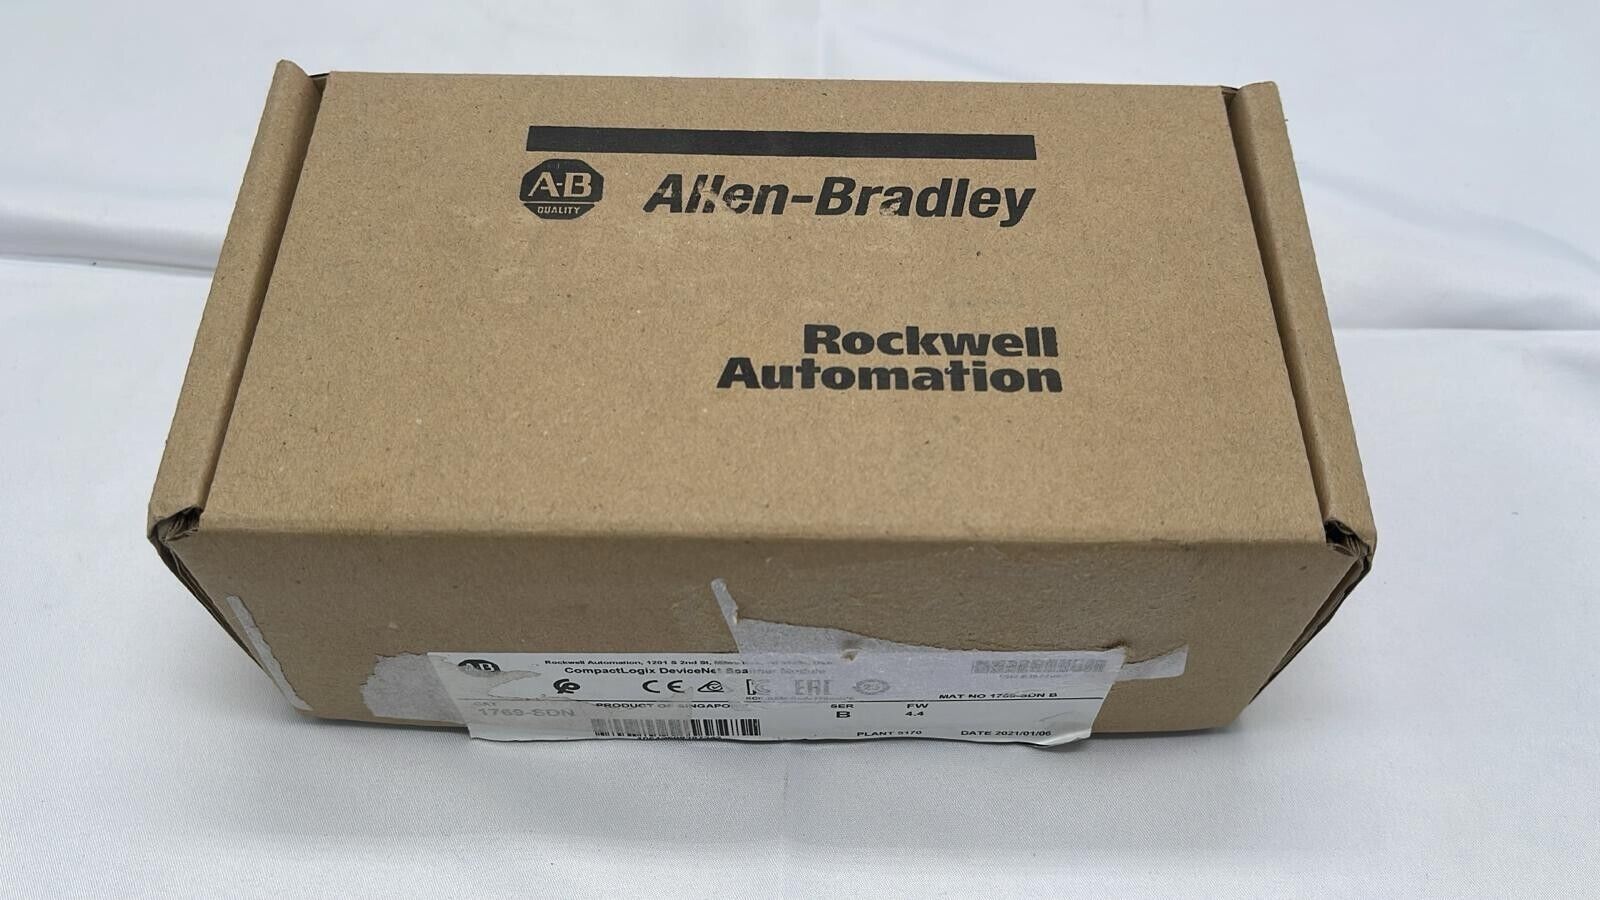 A-B
QUALITY
Allen-Bradley
Rockwell
Automation
A-B
Rockwell Automation, 1201 S 2nd St,
CompactLogix DeviceNet Scanner Module
CE EAC
MAT NO 1769-SDN B
CAT
1769-SDN
PRODUCT OF SINGAPORE
SER
B
FW
4.4
PLANT 5170
DATE 2021/01/06